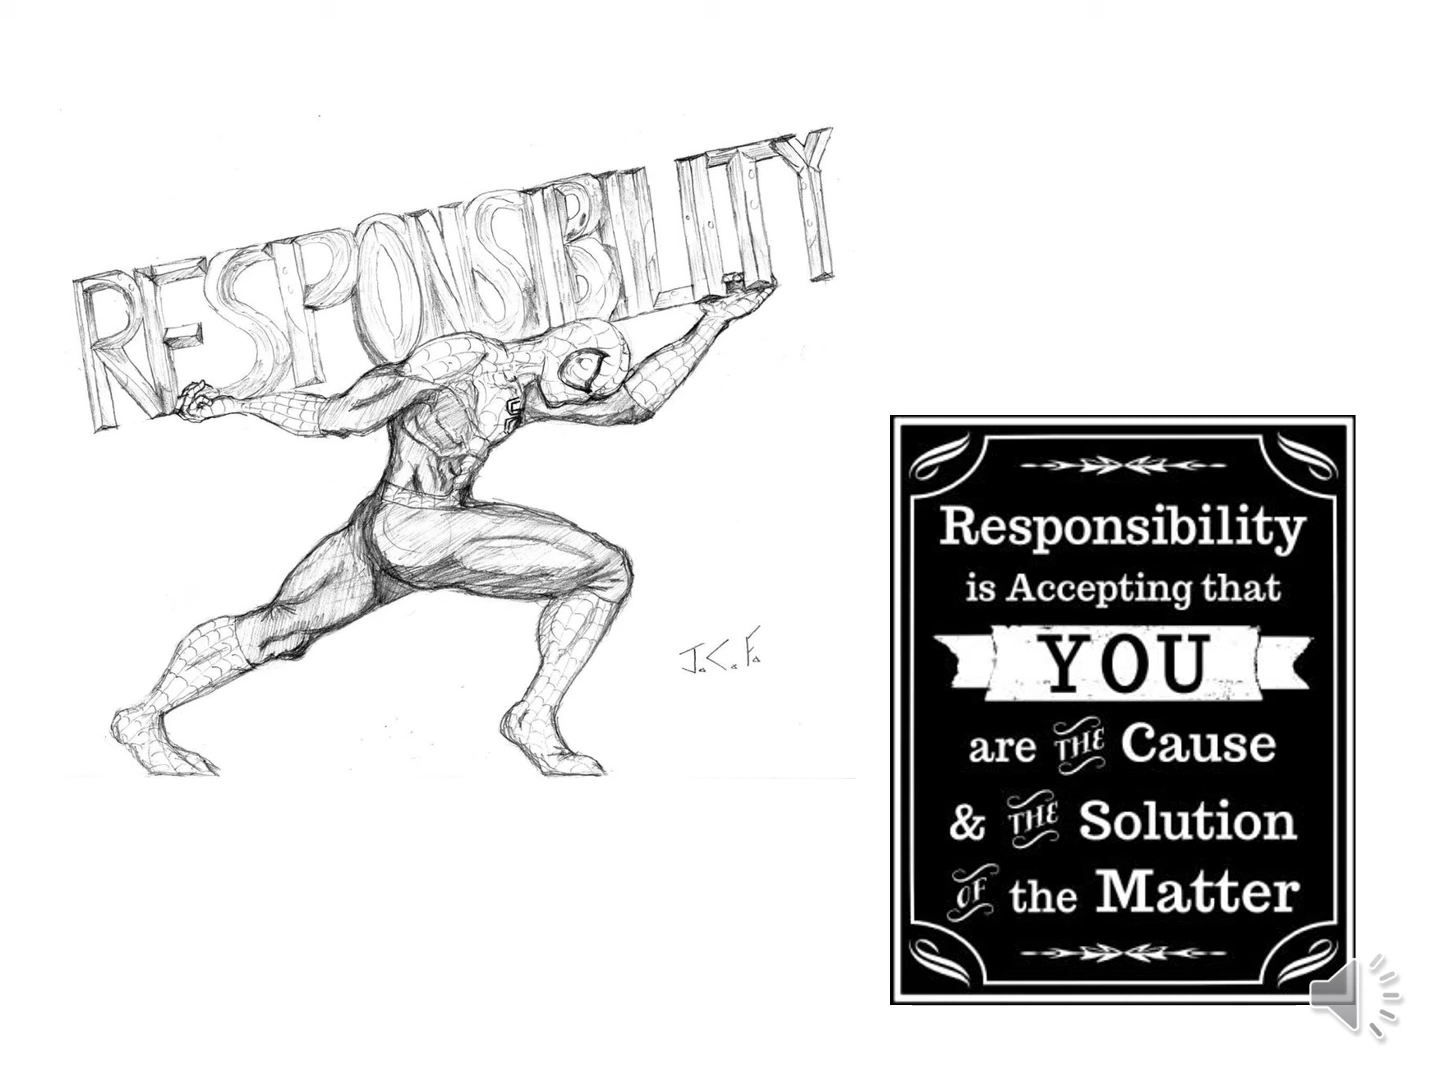 RESPONSIBILITY
J.C.F.
Responsibility
is Accepting that
YOU
are THE Cause
& THE Solution
OF the Matter